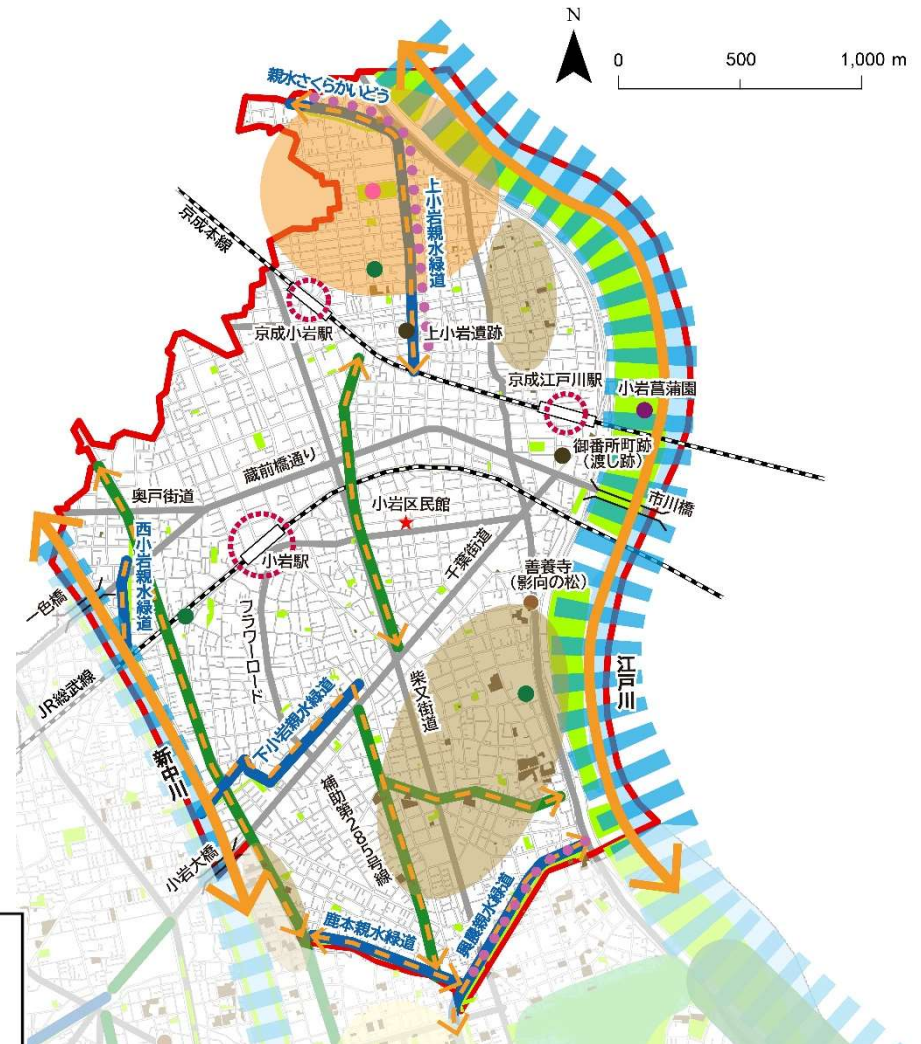 N
0 500 1,000 m
親水さくらかいどう
上小岩親水緑道
京成本線
京成小岩駅
上小岩遺跡
京成江戸川駅
小岩菖蒲園
御番所町跡
(渡し跡)
蔵前橋通り
奥戸街道
小岩区民館
市川橋
西小岩親水緑道
小岩駅
千葉街道
善養寺
(影向の松)
一色橋
フラワーロード
JR総武線
柴又街道
江戸川
下小岩親水緑道
新中川
補助第285号線
小岩大橋
鹿本親水緑道
興農親水緑道